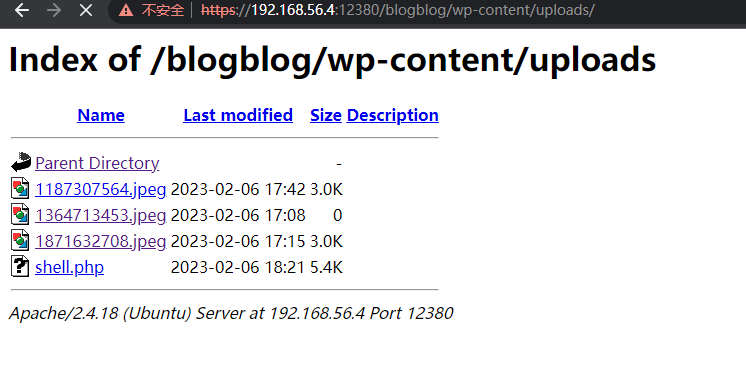 不安全 https://192.168.56.4:12380/blogblog/wp-content/uploads/
Index of /blogblog/wp-content/uploads
Name Last modified Size Description
Parent Directory -
1187307564.jpeg 2023-02-06 17:42 3.0K
1364713453.jpeg 2023-02-06 17:08 0
1871632708.jpeg 2023-02-06 17:15 3.0K
shell.php 2023-02-06 18:21 5.4K
Apache/2.4.18 (Ubuntu) Server at 192.168.56.4 Port 12380